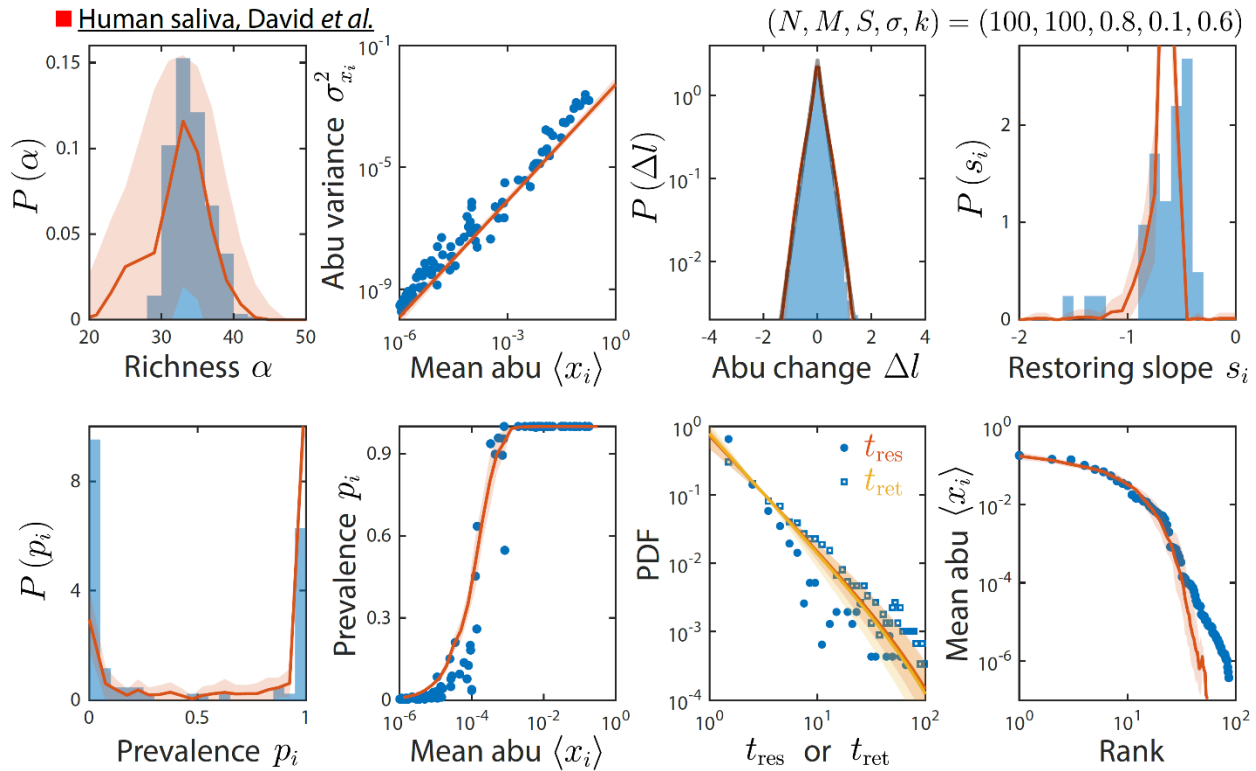 Human saliva, David et al.
(N, M, S, σ, k) = (100, 100, 0.8, 0.1, 0.6)
P (α)
0.15
0.1
0.05
0
20 30 40 50
Richness α
Abu variance σ²ₓᵢ
10⁻¹
10⁻⁵
10⁻⁹
10⁻⁶ 10⁻³ 10⁰
Mean abu ⟨xᵢ⟩
P (Δl)
10⁰
10⁻¹
10⁻²
-4 -2 0 2 4
Abu change Δl
P (sᵢ)
2
1
0
-2 -1 0
Restoring slope sᵢ
P (pᵢ)
8
4
0
0 0.5 1
Prevalence pᵢ
Prevalence pᵢ
0.9
0.6
0.3
0
10⁻⁶ 10⁻⁴ 10⁻² 10⁰
Mean abu ⟨xᵢ⟩
PDF
10⁰
10⁻¹
10⁻²
10⁻³
10⁻⁴
t_res
t_ret
10⁰ 10¹ 10²
t_res or t_ret
Mean abu ⟨xᵢ⟩
10⁰
10⁻²
10⁻⁴
10⁻⁶
10⁰ 10¹ 10²
Rank